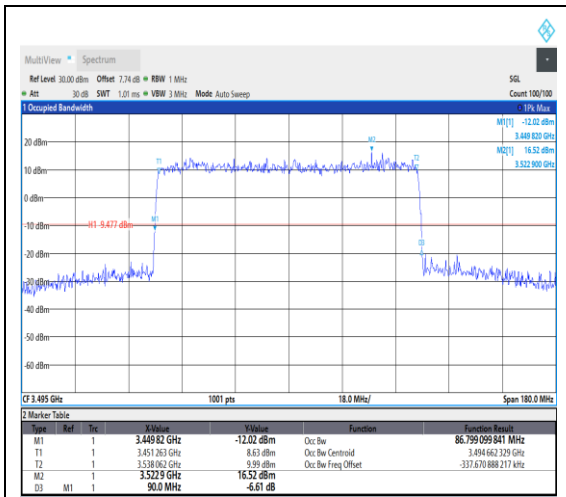 MultiView Spectrum
Ref Level 30.00 dBm Offset 7.74 dB RBW 1 MHz SGL
Att 30 dB SWT 1.01 ms VBW 3 MHz Mode Auto Sweep Count 100/100
1 Occupied Bandwidth 1Pk Max
M1[1] -12.02 dBm
3.449 820 GHz
M2[1] 16.52 dBm
3.522 900 GHz
20 dBm
M2
T1 T2
10 dBm
0 dBm
M1
-10 dBm H1 -9.477 dBm
D3
-20 dBm
-30 dBm
-40 dBm
-50 dBm
-60 dBm
CF 3.495 GHz 1001 pts 18.0 MHz/ Span 180.0 MHz
2 Marker Table
Type Ref Trc X-Value Y-Value Function Function Result
M1 1 3.449 82 GHz -12.02 dBm Occ Bw 86.799 099 841 MHz
T1 1 3.451 263 GHz 8.63 dBm Occ Bw Centroid 3.494 662 329 GHz
T2 1 3.538 062 GHz 9.99 dBm Occ Bw Freq Offset -337.670 888 217 kHz
M2 1 3.522 9 GHz 16.52 dBm
D3 M1 1 90.0 MHz -6.61 dB